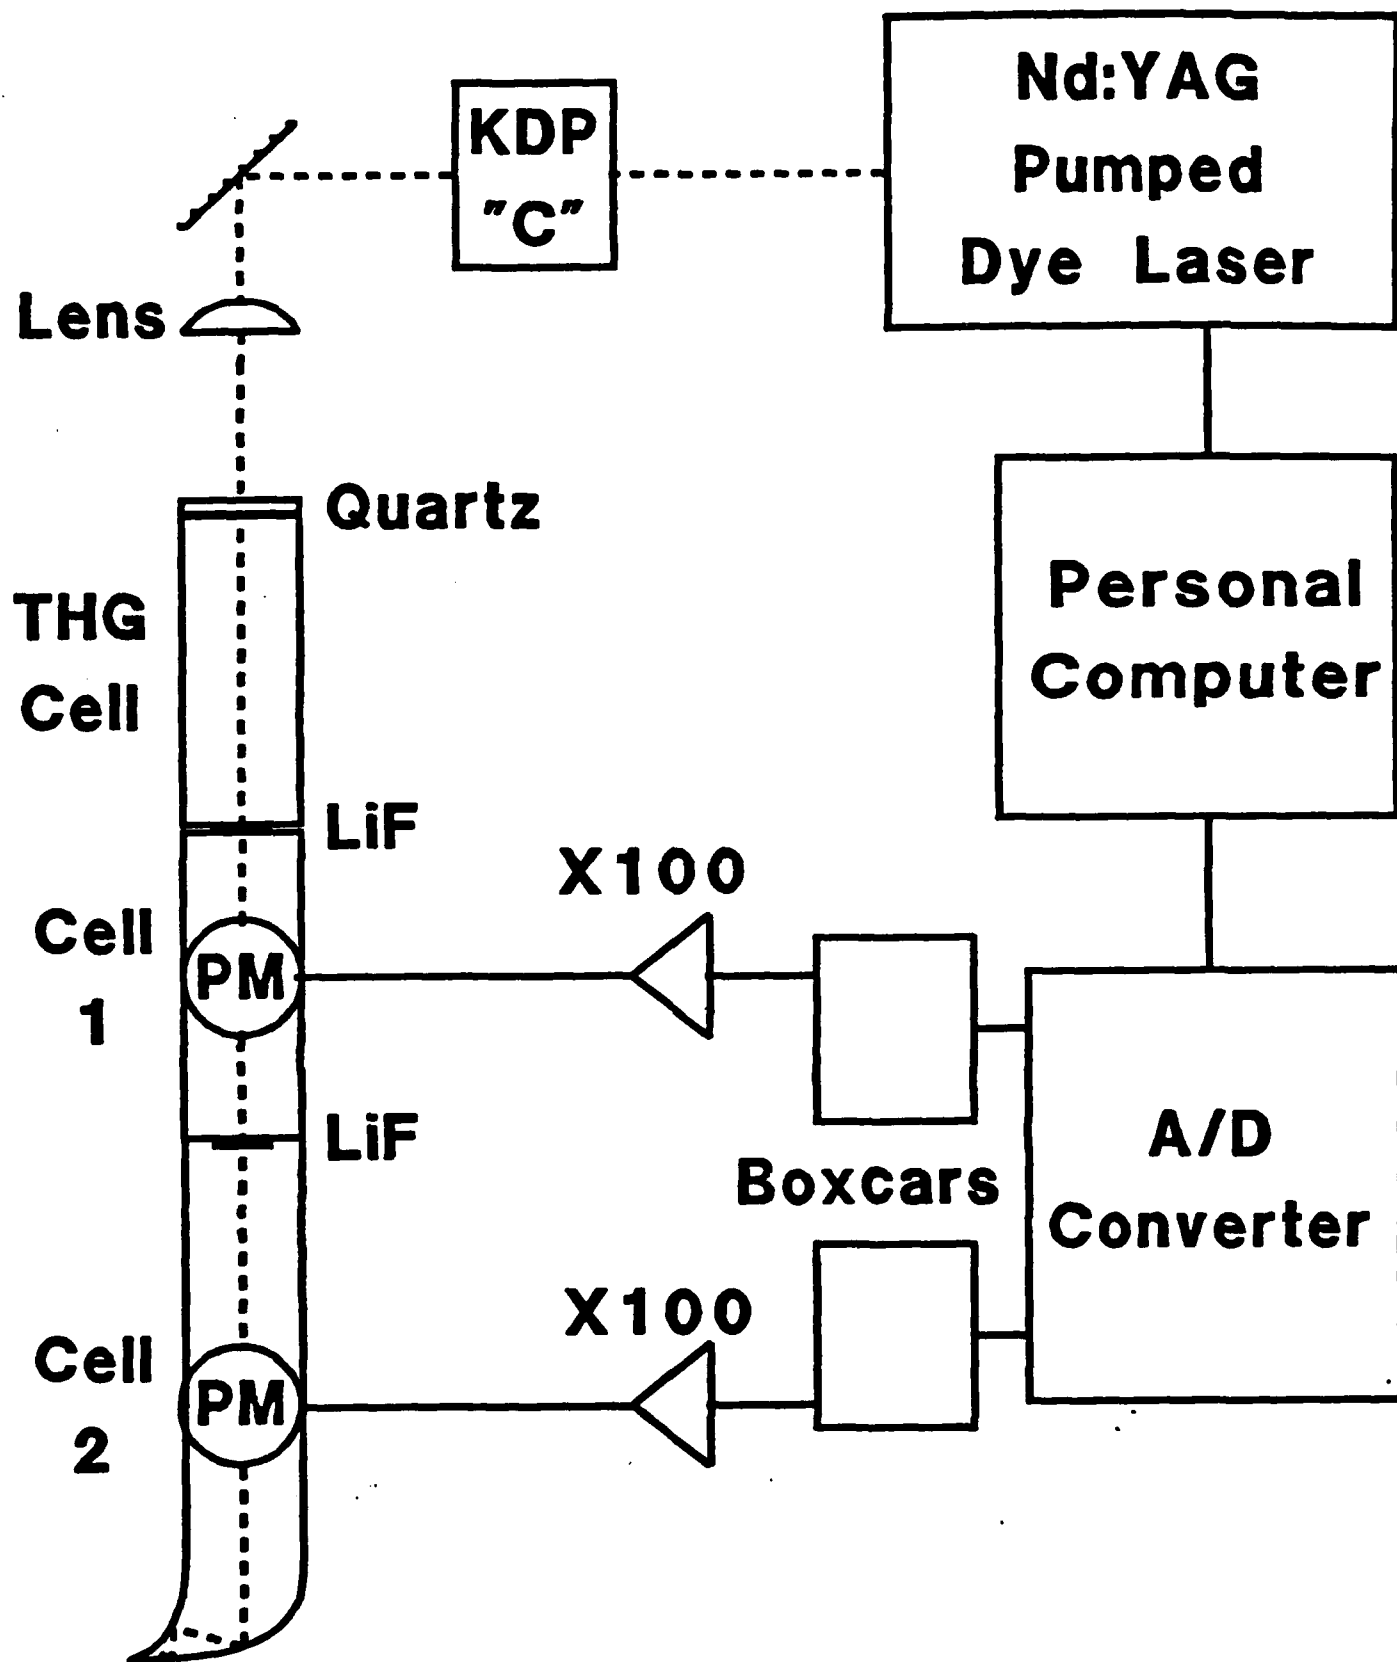 Nd:YAG
Pumped
Dye Laser
KDP
"C"
Lens
Quartz
THG
Cell
Personal
Computer
LiF
X100
Cell
1
PM
LiF
Boxcars
A/D
Converter
X100
Cell
2
PM